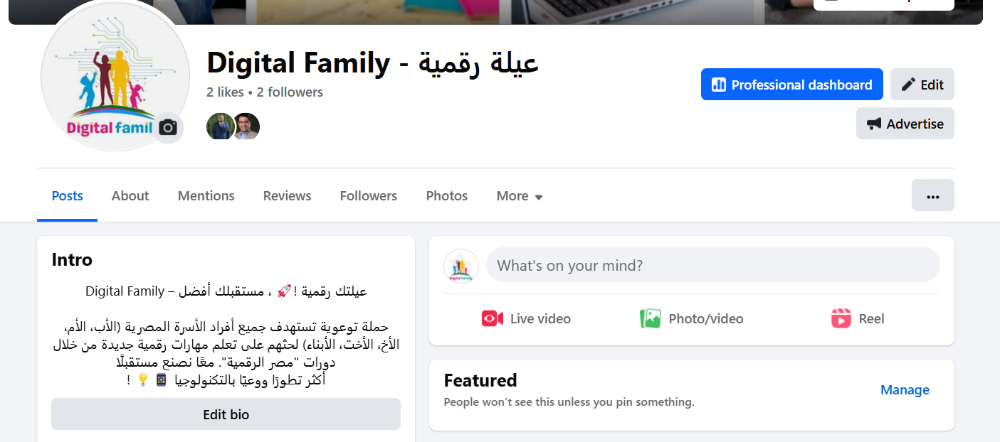 Digital Famil
Digital Family - عيلة رقمية
2 likes • 2 followers
Professional dashboard
Edit
Advertise
Posts
About
Mentions
Reviews
Followers
Photos
More
Intro
عيلتك رقمية ! 🚀 ، مستقبلك أفضل – Digital Family
حملة توعوية تستهدف جميع أفراد الأسرة المصرية (الأب، الأم،
الأخ، الأخت، الأبناء) لحثهم على تعلم مهارات رقمية جديدة من خلال
دورات "مصر الرقمية". معًا نصنع مستقبلًا
أكثر تطورًا ووعيًا بالتكنولوجيا 📱 💡 !
Edit bio
What's on your mind?
Digital Family
Live video
Photo/video
Reel
Featured
Manage
People won't see this unless you pin something.